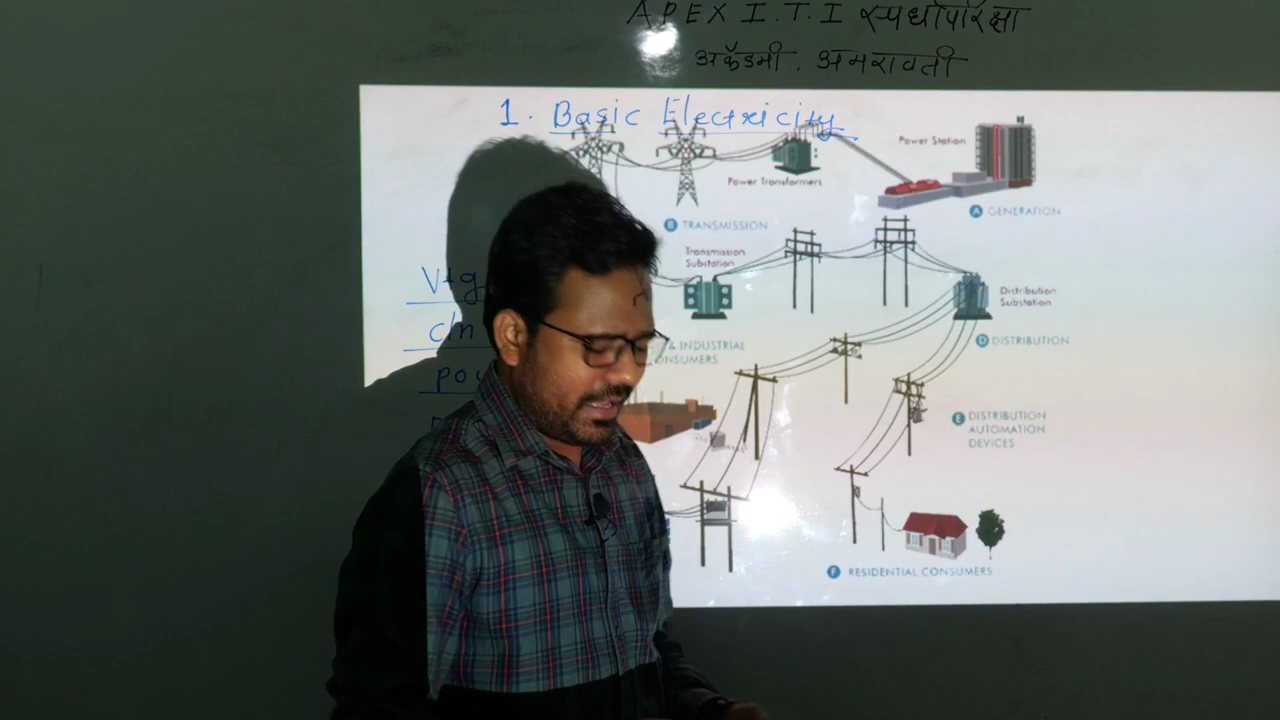 APEX I.T.I स्पर्धापरिक्षा
अकॅडमी. अमरावती
1. Basic Electricity
Power Station
Power Transformers
A GENERATION
B TRANSMISSION
Transmission
Substation
Vtg
Distribution
Substation
D DISTRIBUTION
& INDUSTRIAL
CONSUMERS
E DISTRIBUTION
AUTOMATION
DEVICES
F RESIDENTIAL CONSUMERS